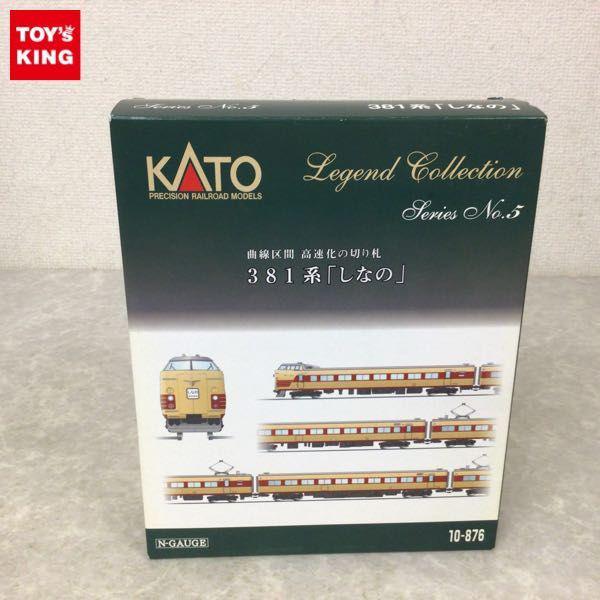 TOY's
KING
Series No.5
381系「しなの」
KATO
PRECISION RAILROAD MODELS
Legend Collection
Series No.5
曲線区間 高速化の切り札
381系「しなの」
N-GAUGE
10-876